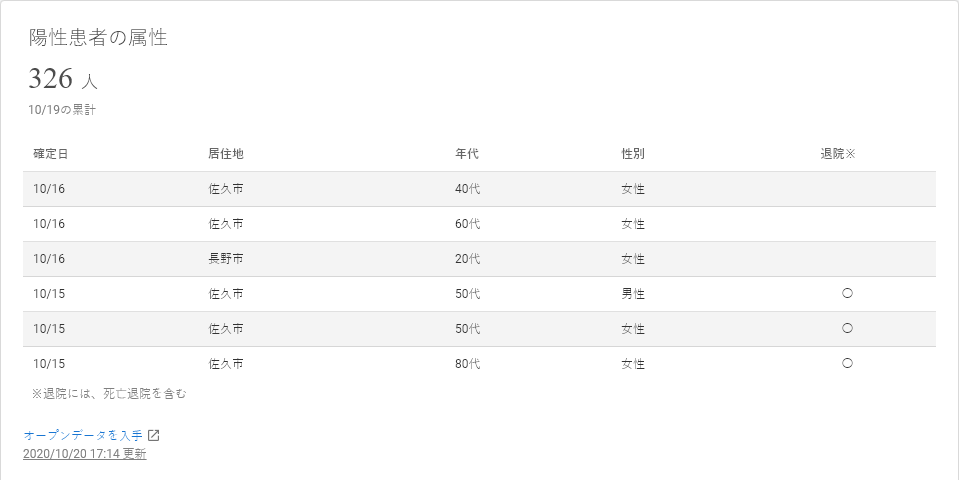 陽性患者の属性
326 人
10/19の累計
確定日 居住地 年代 性別 退院※
10/16 佐久市 40代 女性
10/16 佐久市 60代 女性
10/16 長野市 20代 女性
10/15 佐久市 50代 男性 〇
10/15 佐久市 50代 女性 〇
10/15 佐久市 80代 女性 〇
※退院には、死亡退院を含む
オープンデータを入手
2020/10/20 17:14 更新